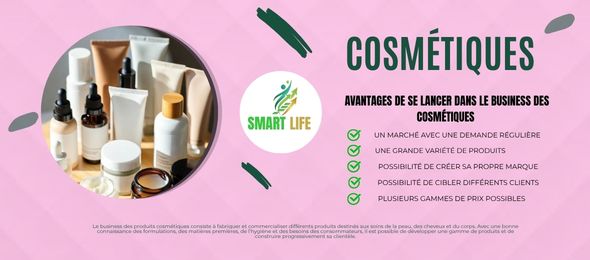 COSMÉTIQUES
SMART LIFE
AVANTAGES DE SE LANCER DANS LE BUSINESS DES
COSMÉTIQUES
UN MARCHÉ AVEC UNE DEMANDE RÉGULIÈRE
UNE GRANDE VARIÉTÉ DE PRODUITS
POSSIBILITÉ DE CRÉER SA PROPRE MARQUE
POSSIBILITÉ DE CIBLER DIFFÉRENTS CLIENTS
PLUSIEURS GAMMES DE PRIX POSSIBLES
Le business des produits cosmétiques consiste à fabriquer et commercialiser différents produits destinés aux soins de la peau, des cheveux et du corps. Avec une bonne
connaissance des formulations, des matières premières, de l'hygiène et des besoins des consommateurs, il est possible de développer une gamme de produits et de
construire progressivement sa clientèle.